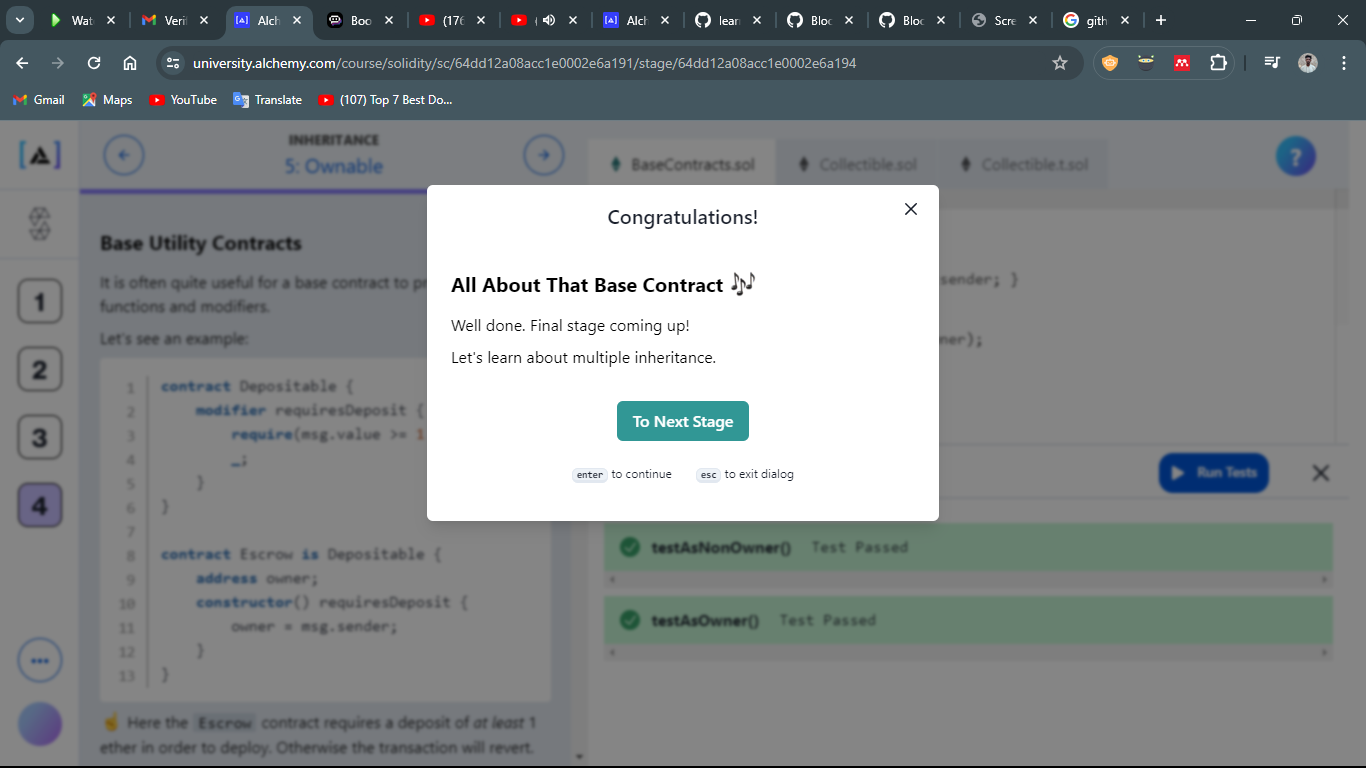 Wat
Veri
Alch
Boo
(17(
(
Alch
lear
Bloc
Bloc
Scre
gith
university.alchemy.com/course/solidity/sc/64dd12a08acc1e0002e6a191/stage/64dd12a08acc1e0002e6a194
Gmail
Maps
YouTube
Translate
(107) Top 7 Best Do...
INHERITANCE
5: Ownable
BaseContracts.sol
Collectible.sol
Collectible.t.sol
?
1
2
3
4
Base Utility Contracts
It is often quite useful for a base contract to pr
functions and modifiers.
Let's see an example:
1 contract Depositable {
2 modifier requiresDeposit {
3 require(msg.value >= 1
4 _;
5 }
6 }
7
8 contract Escrow is Depositable {
9 address owner;
10 constructor() requiresDeposit {
11 owner = msg.sender;
12 }
13 }
☝ Here the Escrow contract requires a deposit of at least 1
ether in order to deploy. Otherwise the transaction will revert.
Congratulations!
All About That Base Contract 🎶
Well done. Final stage coming up!
Let's learn about multiple inheritance.
To Next Stage
enter to continue
esc to exit dialog
sender; }
ner);
Run Tests
testAsNonOwner() Test Passed
testAsOwner() Test Passed